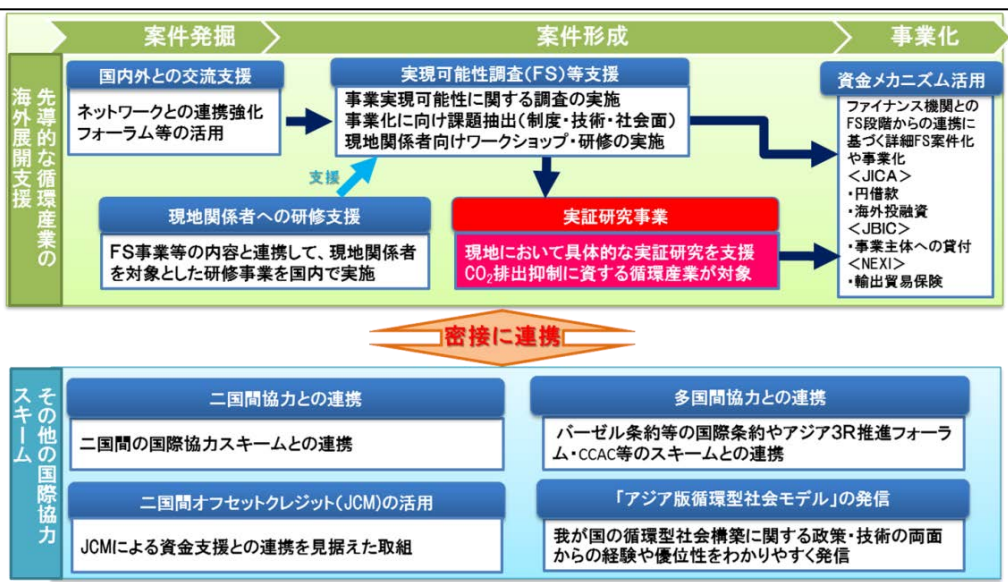 案件発掘
案件形成
事業化
先導的な循環産業の
海外展開支援
国内外との交流支援
ネットワークとの連携強化
フォーラム等の活用
実現可能性調査(FS)等支援
事業実現可能性に関する調査の実施
事業化に向け課題抽出(制度・技術・社会面)
現地関係者向けワークショップ・研修の実施
支援
現地関係者への研修支援
FS事業等の内容と連携して、現地関係者
を対象とした研修事業を国内で実施
実証研究事業
現地において具体的な実証研究を支援
CO₂排出抑制に資する循環産業が対象
資金メカニズム活用
ファイナンス機関との
FS段階からの連携に
基づく詳細FS案件化
や事業化
<JICA>
・円借款
・海外投融資
<JBIC>
・事業主体への貸付
<NEXI>
・輸出貿易保険
密接に連携
その他の国際協力
スキーム
二国間協力との連携
二国間の国際協力スキームとの連携
多国間協力との連携
バーゼル条約等の国際条約やアジア3R推進フォーラ
ム・CCAC等のスキームとの連携
二国間オフセットクレジット(JCM)の活用
JCMによる資金支援との連携を見据えた取組
「アジア版循環型社会モデル」の発信
我が国の循環型社会構築に関する政策・技術の両面
からの経験や優位性をわかりやすく発信